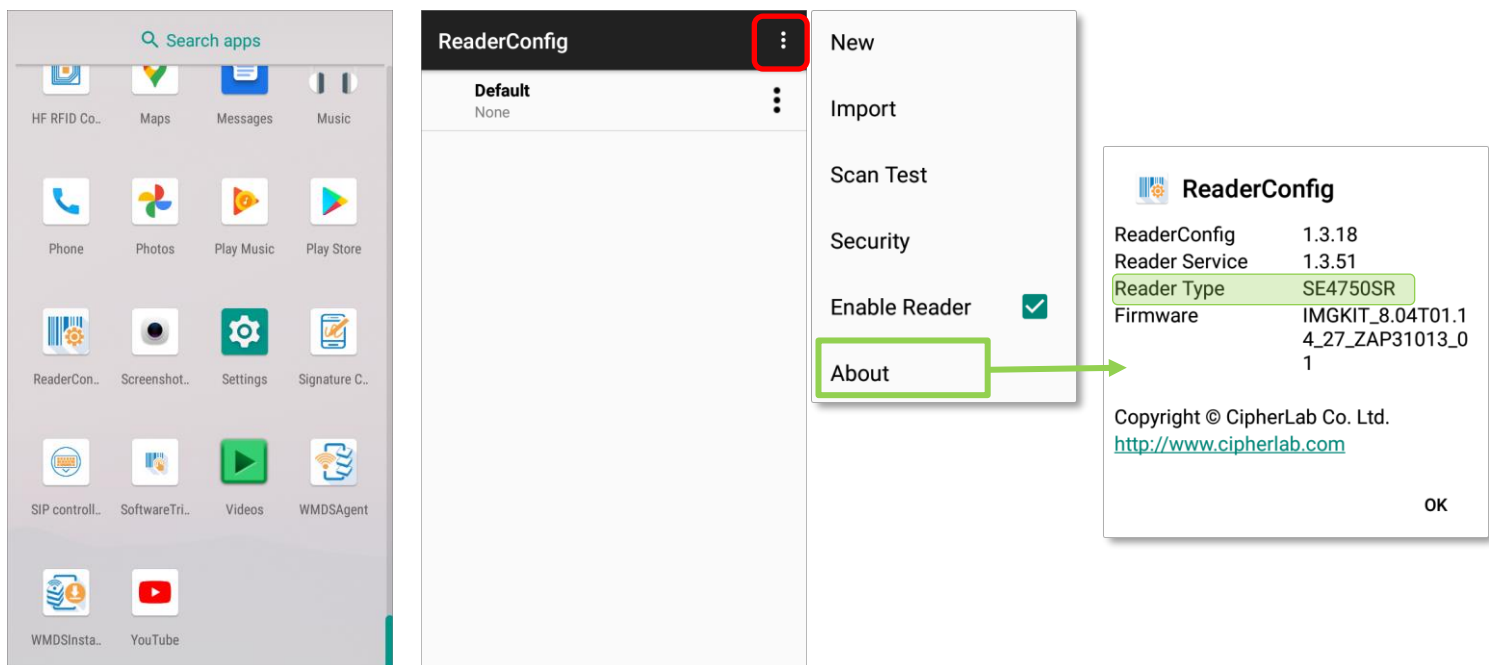 Search apps
HF RFID Co..
Maps
Messages
Music
Phone
Photos
Play Music
Play Store
ReaderCon..
Screenshot..
Settings
Signature C..
SIP controll..
SoftwareTri..
Videos
WMDSAgent
WMDSInsta..
YouTube
ReaderConfig
Default
None
New
Import
Scan Test
Security
Enable Reader
About
ReaderConfig
ReaderConfig 1.3.18
Reader Service 1.3.51
Reader Type SE4750SR
Firmware IMGKIT_8.04T01.1
4_27_ZAP31013_0
1
Copyright © CipherLab Co. Ltd.
http://www.cipherlab.com
OK